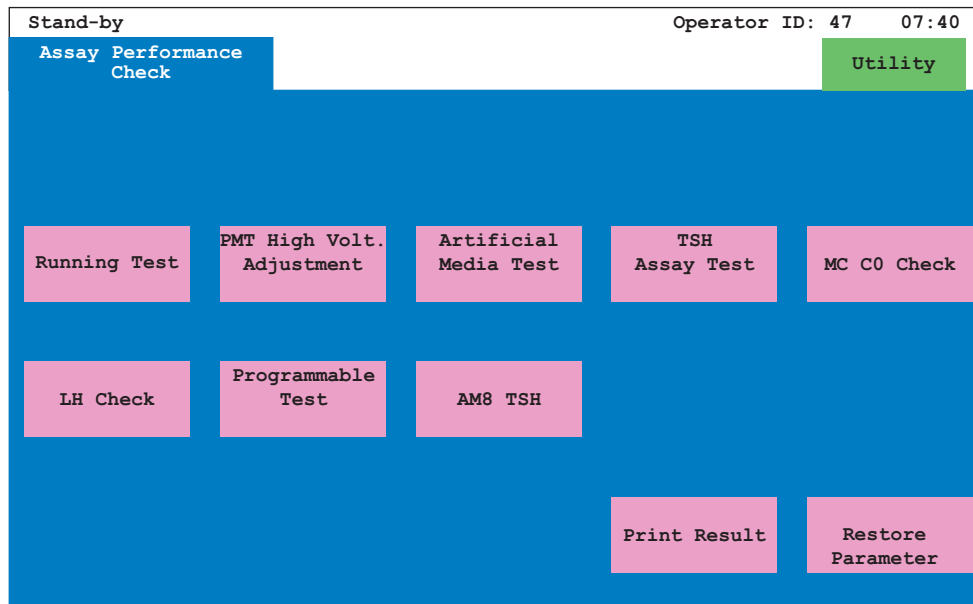 Stand-by Operator ID: 47 07:40
Assay Performance
Check
Utility
Running Test
PMT High Volt.
Adjustment
Artificial
Media Test
TSH
Assay Test
MC C0 Check
LH Check
Programmable
Test
AM8 TSH
Print Result
Restore
Parameter